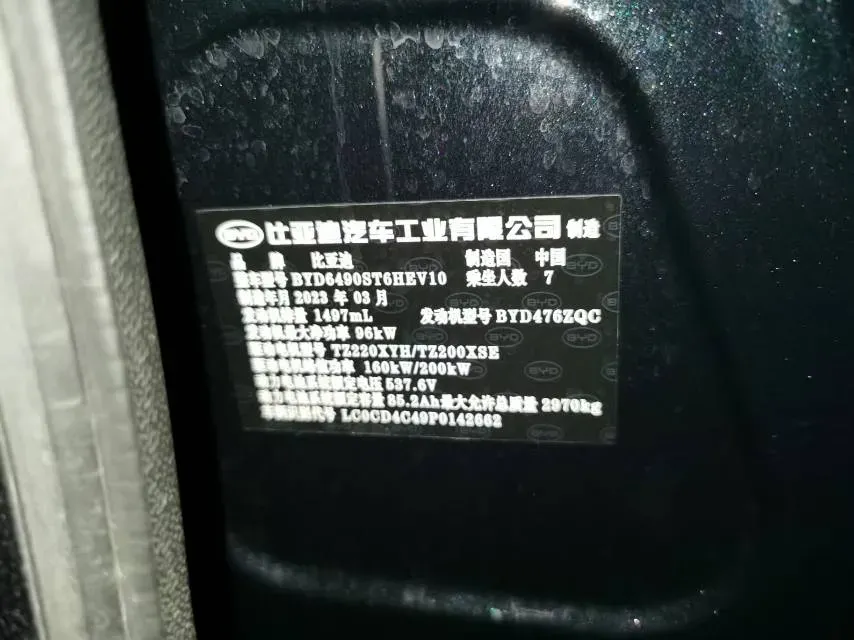 BYD 比亚迪汽车工业有限公司 制造
品 牌 比亚迪 制造国 中国
整车型号 BYD6490ST6HEV10 乘坐人数 7
制造年月 2023 年 03 月
发动机排量 1497mL 发动机型号 BYD476ZQC
发动机最大净功率 96kW
驱动电机型号 TZ220XYH/TZ200XSE
驱动电机峰值功率 160kW/200kW
动力电池系统额定电压 537.6V
动力电池系统额定容量 85.2Ah 最大允许总质量 2970kg
车辆识别代号 LC0CD4C49P0142662